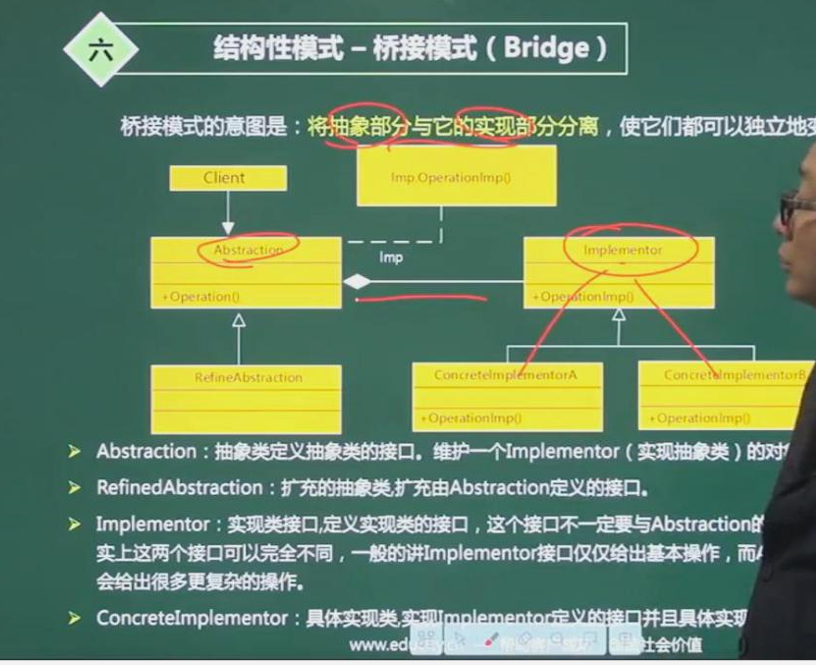 六
结构性模式 – 桥接模式（Bridge）
桥接模式的意图是：将抽象部分与它的实现部分分离，使它们都可以独立地
Client
Imp.OperationImp()
Abstraction
Imp
Implementor
+Operation()
+OperationImp()
RefineAbstraction
ConcreteImplementorA
ConcreteImplementorB
+OperationImp()
+OperationImp()
Abstraction：抽象类定义抽象类的接口。维护一个Implementor（实现抽象类）的对
RefinedAbstraction：扩充的抽象类,扩充由Abstraction定义的接口。
Implementor：实现类接口,定义实现类的接口，这个接口不一定要与Abstraction的
实上这两个接口可以完全不同，一般的讲Implementor接口仅仅给出基本操作，而
会给出很多更复杂的操作。
ConcreteImplementor：具体实现类,实现Implementor定义的接口并且具体实现
www.edu 社会价值